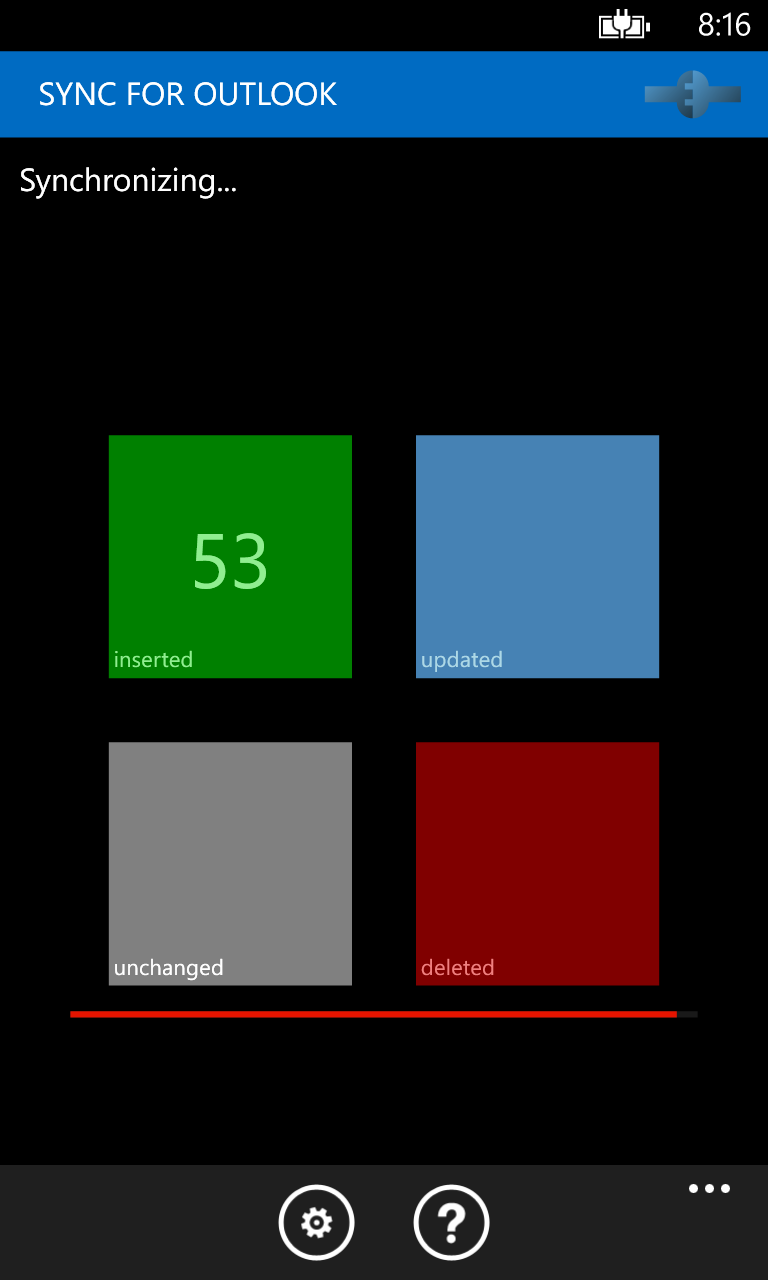 8:16
SYNC FOR OUTLOOK
Synchronizing...
53
inserted
updated
unchanged
deleted